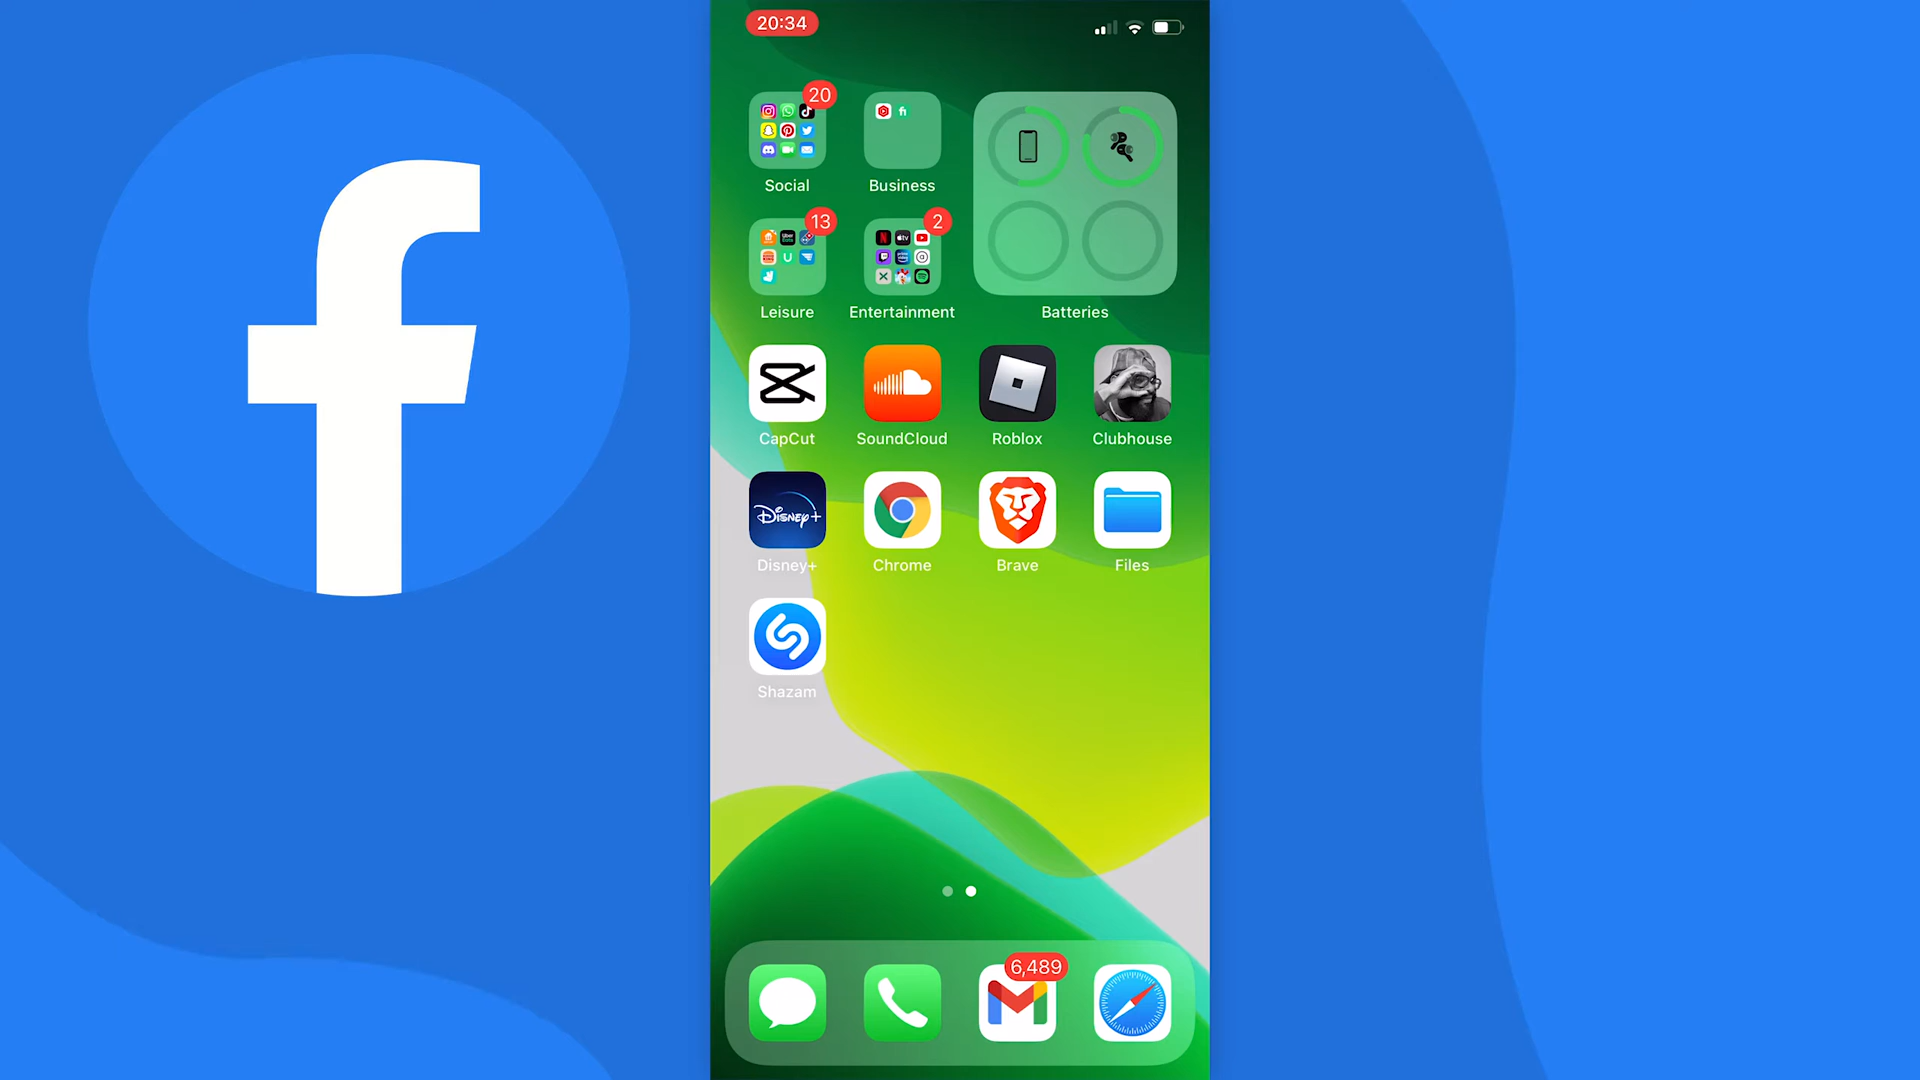 20:34
20
Social
Business
13
Leisure
2
Entertainment
Batteries
CapCut
SoundCloud
Roblox
Clubhouse
Disney+
Disney+
Chrome
Brave
Files
Shazam
6,489